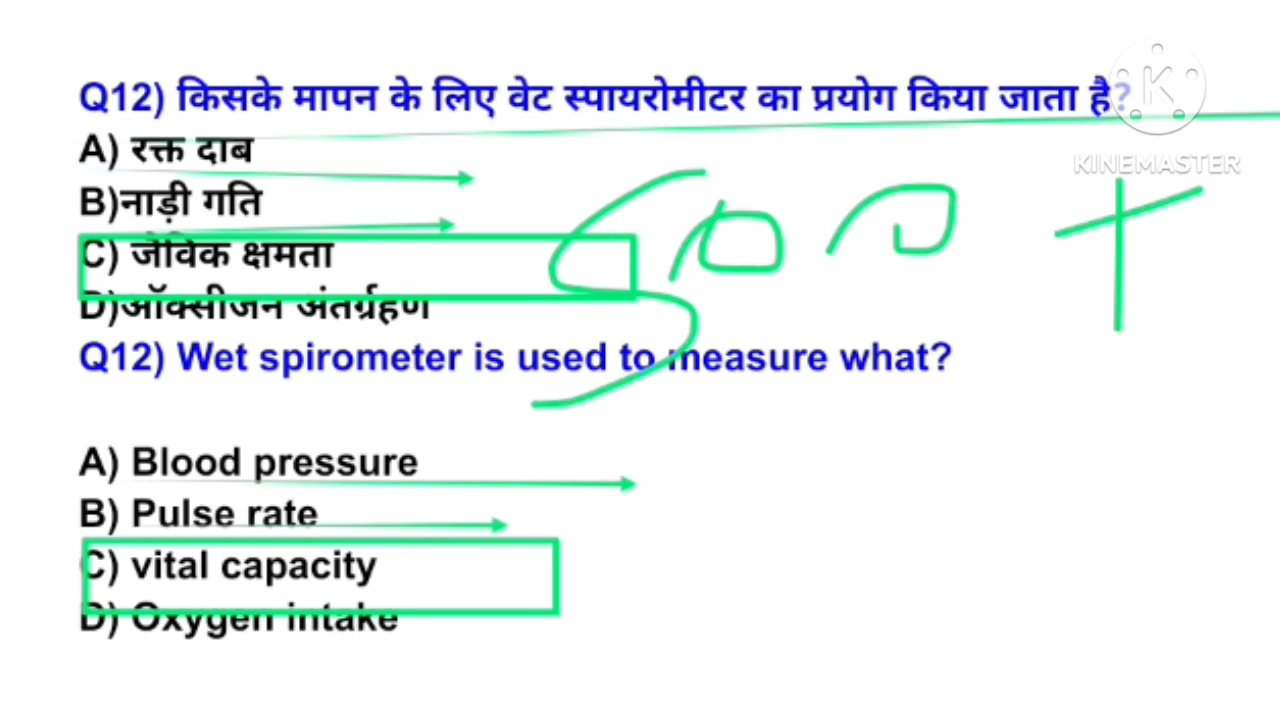 Q12) किसके मापन के लिए वेट स्पायरोमीटर का प्रयोग किया जाता है?
KINEMASTER
A) रक्त दाब
B)नाड़ी गति
C) जैविक क्षमता
D)ऑक्सीजन अंतर्ग्रहण
Q12) Wet spirometer is used to measure what?
A) Blood pressure
B) Pulse rate
C) vital capacity
D) Oxygen intake